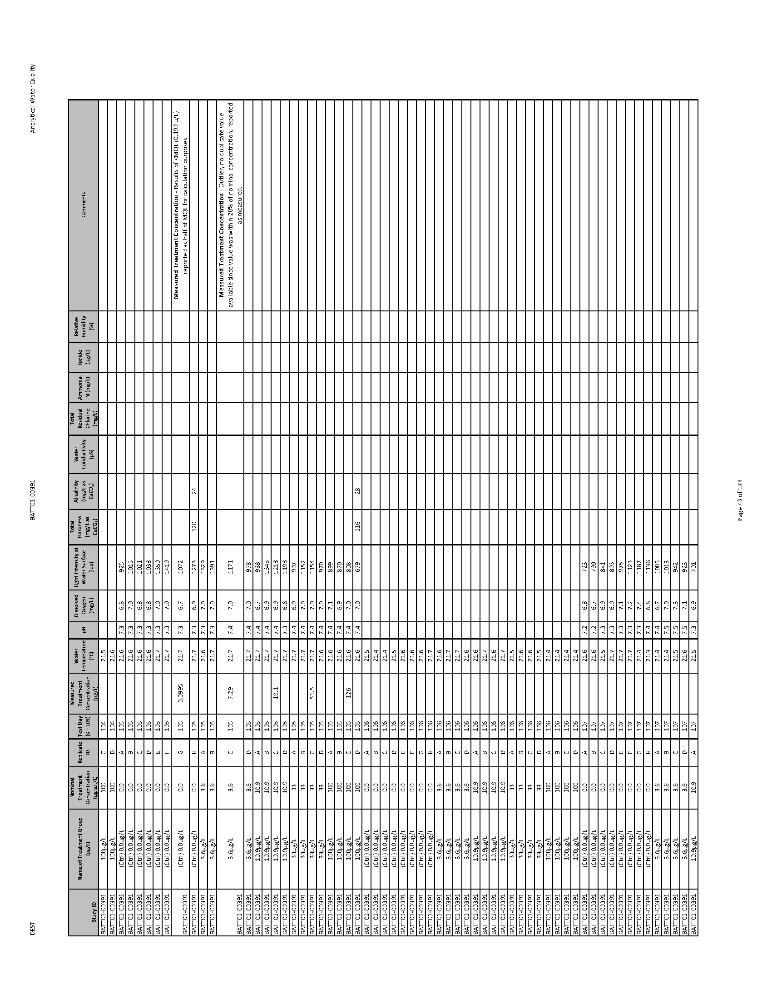 DEST BATT01-00391 Analytical Water Quality
Study ID
Name of Treatment Group
(µg/L)
Nominal
Treatment
Concentration
(µg a.i./L)
Replicate
ID
Test Day
(0 - 109)
Measured
Treatment
Concentration
(µg/L)
Water
Temperature
(°C)
pH
Dissolved
Oxygen
(mg/L)
Light Intensity at
Water Surface
(lux)
Total
Hardness
(mg/L as
CaCO₃)
Alkalinity
(mg/L as
CaCO₃)
Water
Conductivity
(µS)
Total
Residual
Chlorine
(mg/L)
Ammonia-
N (mg/L)
Iodide
(µg/L)
Relative
Humidity
(%)
Comments
BATT01-00391 100µg/L 100 C 104 21.5
BATT01-00391 100µg/L 100 D 104 21.6
BATT01-00391 (Ctrl) 0.0µg/L 0.0 A 105 21.6 7.3 6.8 925
BATT01-00391 (Ctrl) 0.0µg/L 0.0 B 105 21.6 7.3 7.0 1015
BATT01-00391 (Ctrl) 0.0µg/L 0.0 C 105 21.6 7.3 6.8 1021
BATT01-00391 (Ctrl) 0.0µg/L 0.0 D 105 21.6 7.3 6.8 1038
BATT01-00391 (Ctrl) 0.0µg/L 0.0 E 105 21.7 7.3 7.0 1350
BATT01-00391 (Ctrl) 0.0µg/L 0.0 F 105 21.7 7.3 7.0 1419
BATT01-00391 (Ctrl) 0.0µg/L 0.0 G 105 0.0995 21.7 7.3 6.7 1072 Measured Treatment Concentration - Results of <MQL (0.199 µ/L)
reported as half of MQL for calculation purposes.
BATT01-00391 (Ctrl) 0.0µg/L 0.0 H 105 21.7 7.3 6.9 1273 120 24
BATT01-00391 3.6µg/L 3.6 A 105 21.6 7.3 7.0 1329
BATT01-00391 3.6µg/L 3.6 B 105 21.7 7.3 7.0 1391
BATT01-00391 3.6µg/L 3.6 C 105 7.29 21.7 7.4 7.0 1171 Measured Treatment Concentration - Outlier, no duplicate value
available since value was within 20% of nominal concentration, reported
as measured.
BATT01-00391 3.6µg/L 3.6 D 105 21.7 7.4 7.0 978
BATT01-00391 10.9µg/L 10.9 A 105 21.7 7.4 6.7 938
BATT01-00391 10.9µg/L 10.9 B 105 21.6 7.4 6.9 1345
BATT01-00391 10.9µg/L 10.9 C 105 19.1 21.7 7.4 6.9 1218
BATT01-00391 10.9µg/L 10.9 D 105 21.7 7.3 6.6 1198
BATT01-00391 33µg/L 33 A 105 21.7 7.4 6.9 997
BATT01-00391 33µg/L 33 B 105 21.7 7.4 7.0 1152
BATT01-00391 33µg/L 33 C 105 51.5 21.7 7.4 7.0 1154
BATT01-00391 33µg/L 33 D 105 21.6 7.4 7.0 970
BATT01-00391 100µg/L 100 A 105 21.6 7.4 7.1 899
BATT01-00391 100µg/L 100 B 105 21.6 7.4 6.9 870
BATT01-00391 100µg/L 100 C 105 126 21.6 7.4 7.0 808
BATT01-00391 100µg/L 100 D 105 21.6 7.4 7.0 679 116 28
BATT01-00391 (Ctrl) 0.0µg/L 0.0 A 106 21.5
BATT01-00391 (Ctrl) 0.0µg/L 0.0 B 106 21.4
BATT01-00391 (Ctrl) 0.0µg/L 0.0 C 106 21.4
BATT01-00391 (Ctrl) 0.0µg/L 0.0 D 106 21.5
BATT01-00391 (Ctrl) 0.0µg/L 0.0 E 106 21.6
BATT01-00391 (Ctrl) 0.0µg/L 0.0 F 106 21.6
BATT01-00391 (Ctrl) 0.0µg/L 0.0 G 106 21.6
BATT01-00391 (Ctrl) 0.0µg/L 0.0 H 106 21.7
BATT01-00391 3.6µg/L 3.6 A 106 21.6
BATT01-00391 3.6µg/L 3.6 B 106 21.7
BATT01-00391 3.6µg/L 3.6 C 106 21.7
BATT01-00391 3.6µg/L 3.6 D 106 21.6
BATT01-00391 10.9µg/L 10.9 A 106 21.6
BATT01-00391 10.9µg/L 10.9 B 106 21.7
BATT01-00391 10.9µg/L 10.9 C 106 21.6
BATT01-00391 10.9µg/L 10.9 D 106 21.7
BATT01-00391 33µg/L 33 A 106 21.5
BATT01-00391 33µg/L 33 B 106 21.6
BATT01-00391 33µg/L 33 C 106 21.6
BATT01-00391 33µg/L 33 D 106 21.5
BATT01-00391 100µg/L 100 A 106 21.4
BATT01-00391 100µg/L 100 B 106 21.4
BATT01-00391 100µg/L 100 C 106 21.4
BATT01-00391 100µg/L 100 D 106 21.4
BATT01-00391 (Ctrl) 0.0µg/L 0.0 A 107 21.6 7.2 6.8 723
BATT01-00391 (Ctrl) 0.0µg/L 0.0 B 107 21.6 7.2 6.7 790
BATT01-00391 (Ctrl) 0.0µg/L 0.0 C 107 21.5 7.3 6.9 841
BATT01-00391 (Ctrl) 0.0µg/L 0.0 D 107 21.7 7.3 6.9 893
BATT01-00391 (Ctrl) 0.0µg/L 0.0 E 107 21.7 7.3 7.1 975
BATT01-00391 (Ctrl) 0.0µg/L 0.0 F 107 21.7 7.3 7.2 1123
BATT01-00391 (Ctrl) 0.0µg/L 0.0 G 107 21.4 7.3 7.4 1187
BATT01-00391 (Ctrl) 0.0µg/L 0.0 H 107 21.3 7.4 6.8 1136
BATT01-00391 3.6µg/L 3.6 A 107 21.4 7.4 6.7 1005
BATT01-00391 3.6µg/L 3.6 B 107 21.4 7.5 7.0 1013
BATT01-00391 3.6µg/L 3.6 C 107 21.5 7.5 7.3 942
BATT01-00391 3.6µg/L 3.6 D 107 21.6 7.5 7.1 923
BATT01-00391 10.9µg/L 10.9 A 107 21.5 7.3 6.9 701
Page 43 of 174